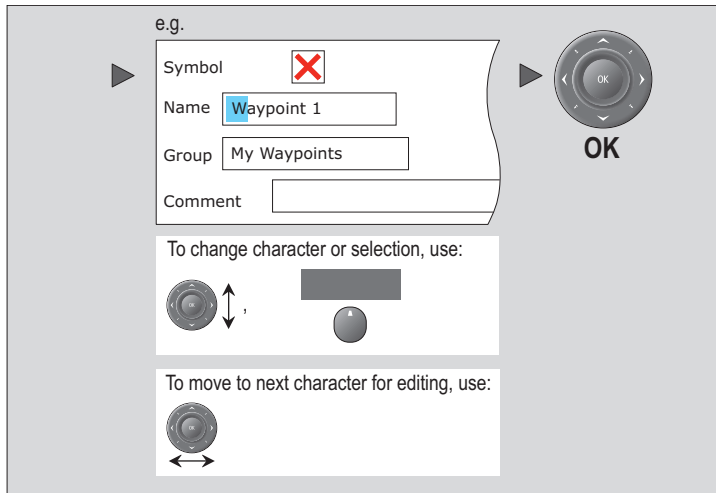 e.g.
Symbol
Name Waypoint 1
Group My Waypoints
Comment
OK
OK
To change character or selection, use:
OK ,
To move to next character for editing, use:
OK